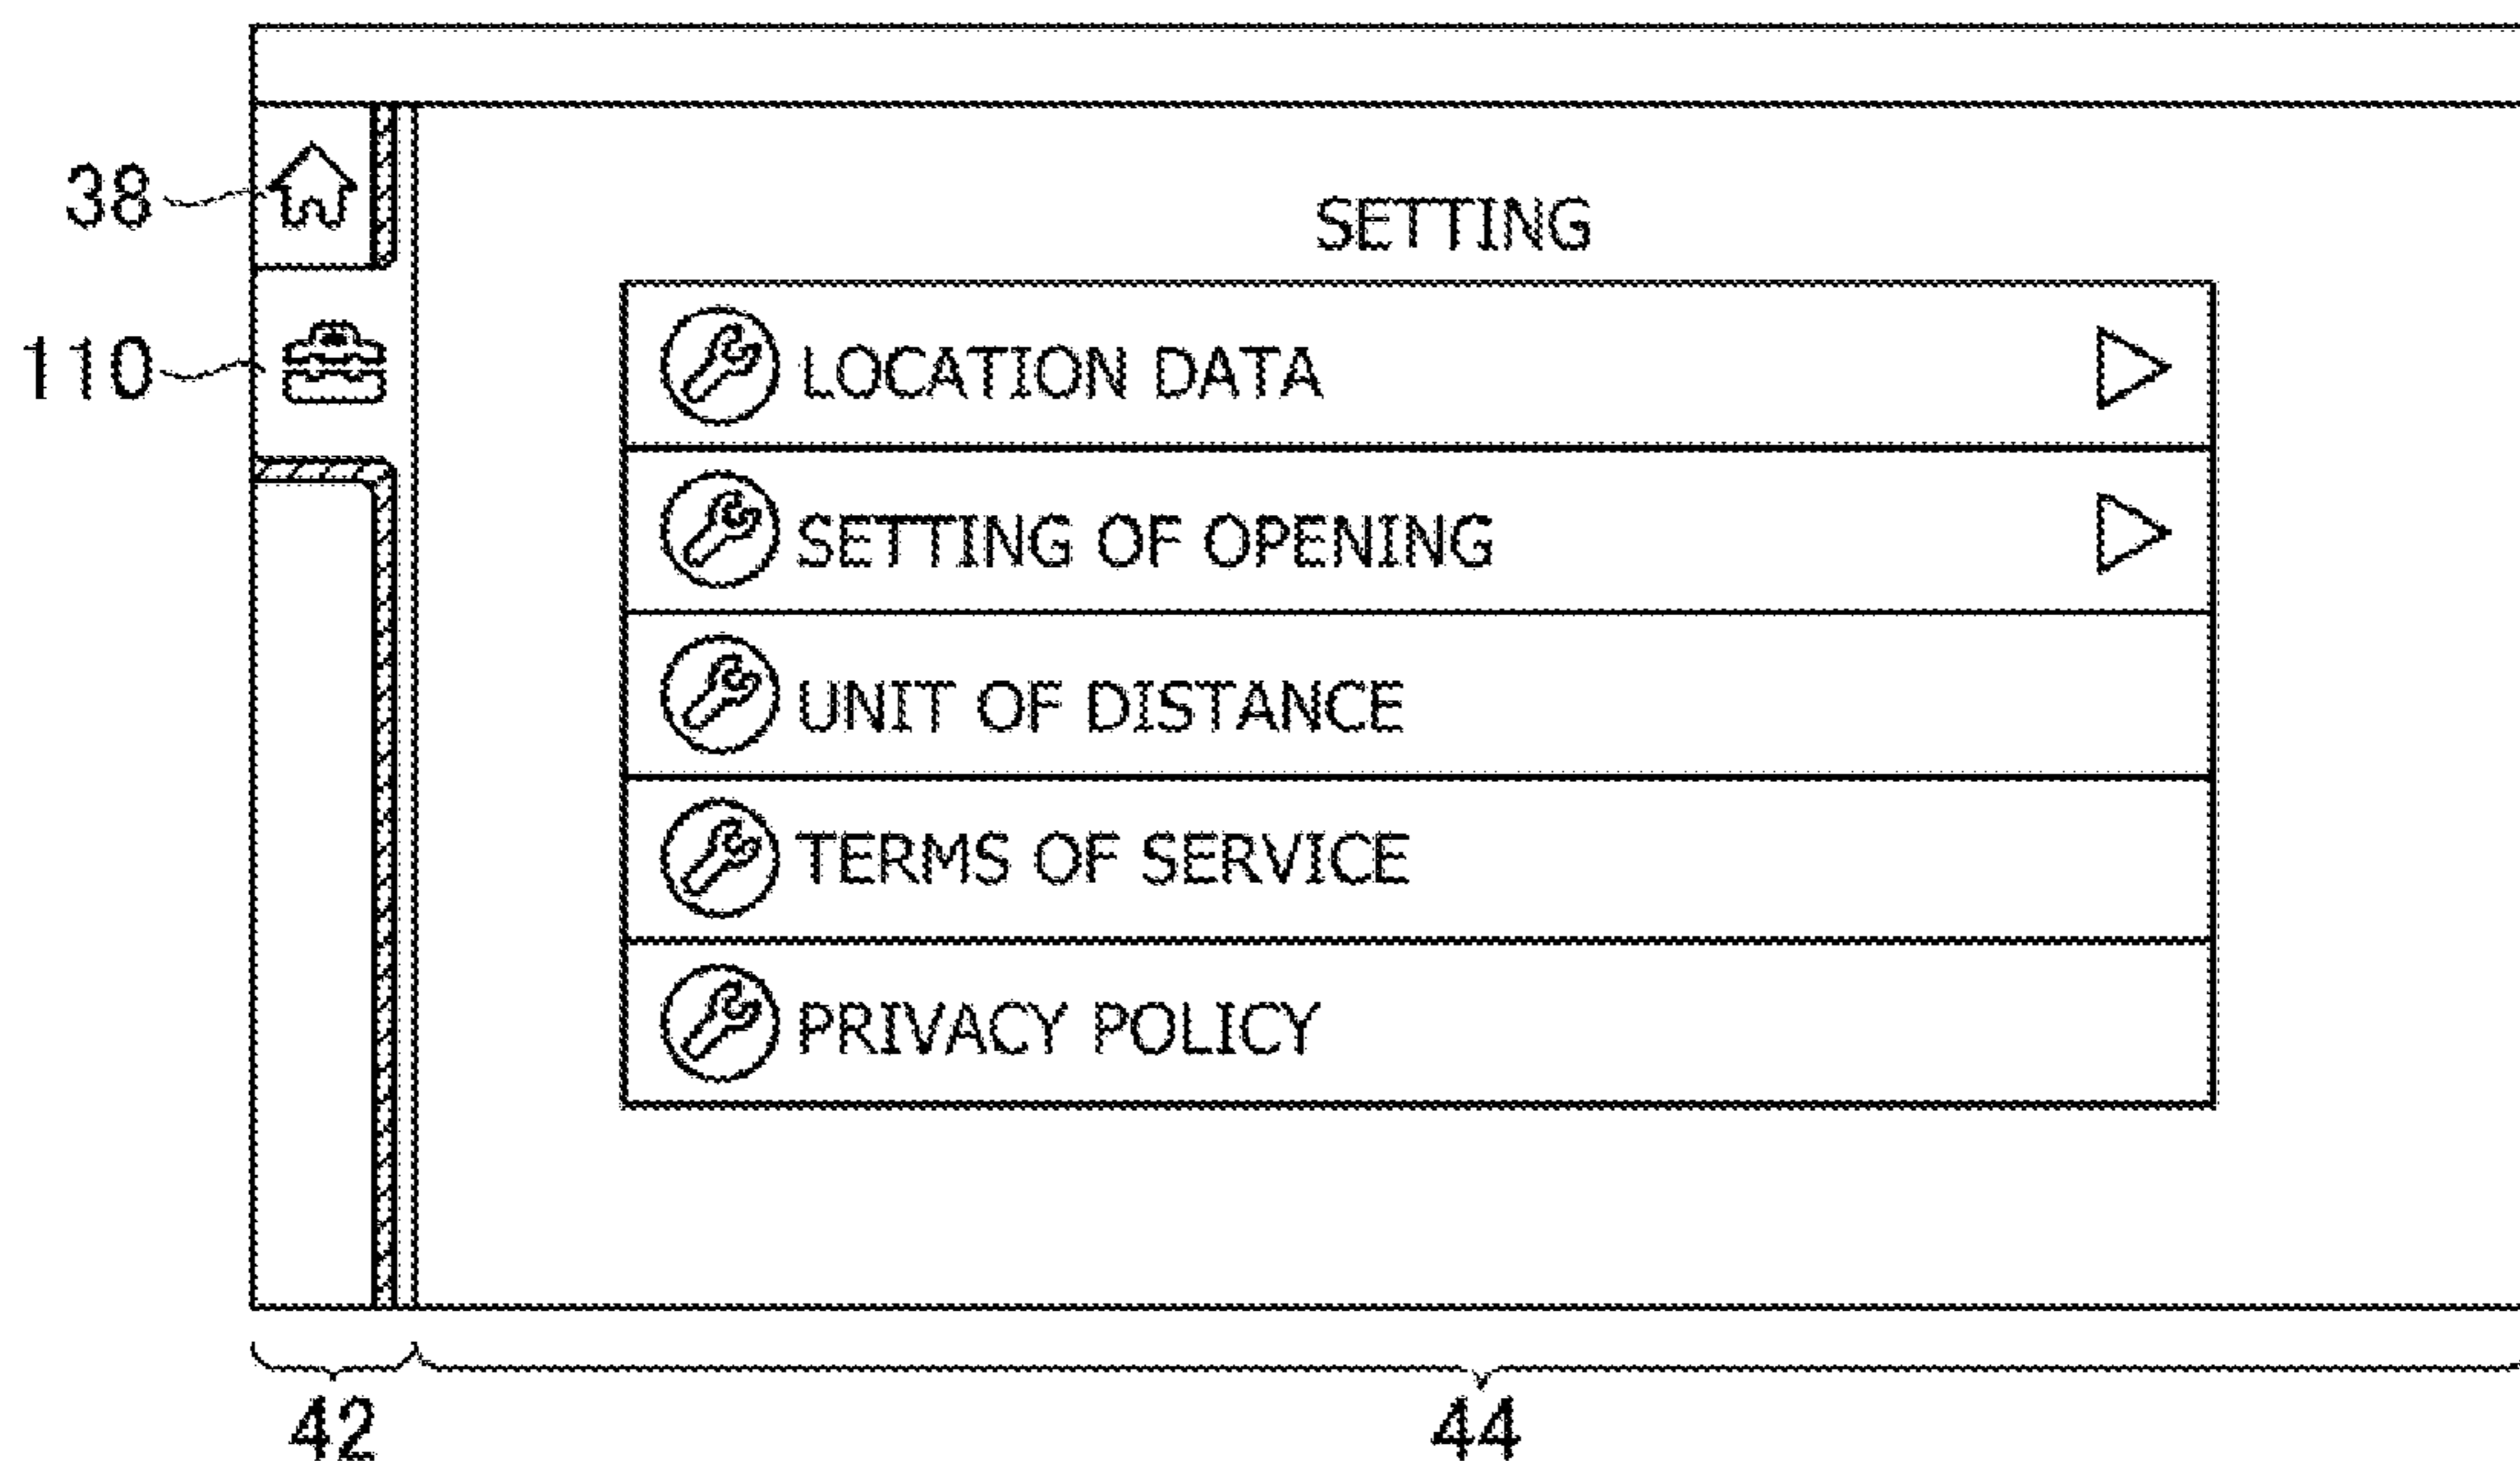 38
SETTING
110
LOCATION DATA
SETTING OF OPENING
UNIT OF DISTANCE
TERMS OF SERVICE
PRIVACY POLICY
42
44